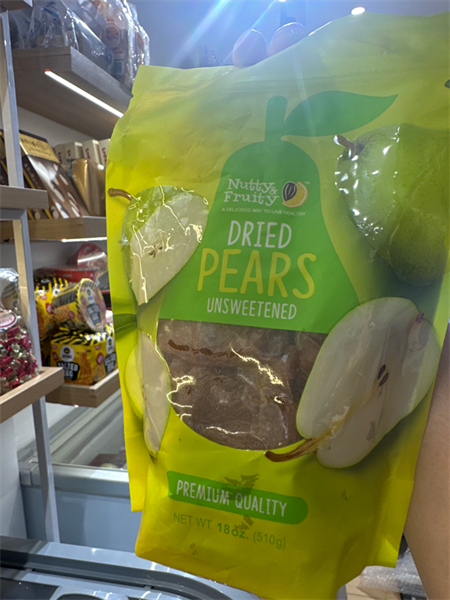 Nutty &
Fruity
A DELICIOUS WAY TO LIVE HEALTHY
DRIED
PEARS
UNSWEETENED
PREMIUM QUALITY
NET WT. 18oz. (510g)